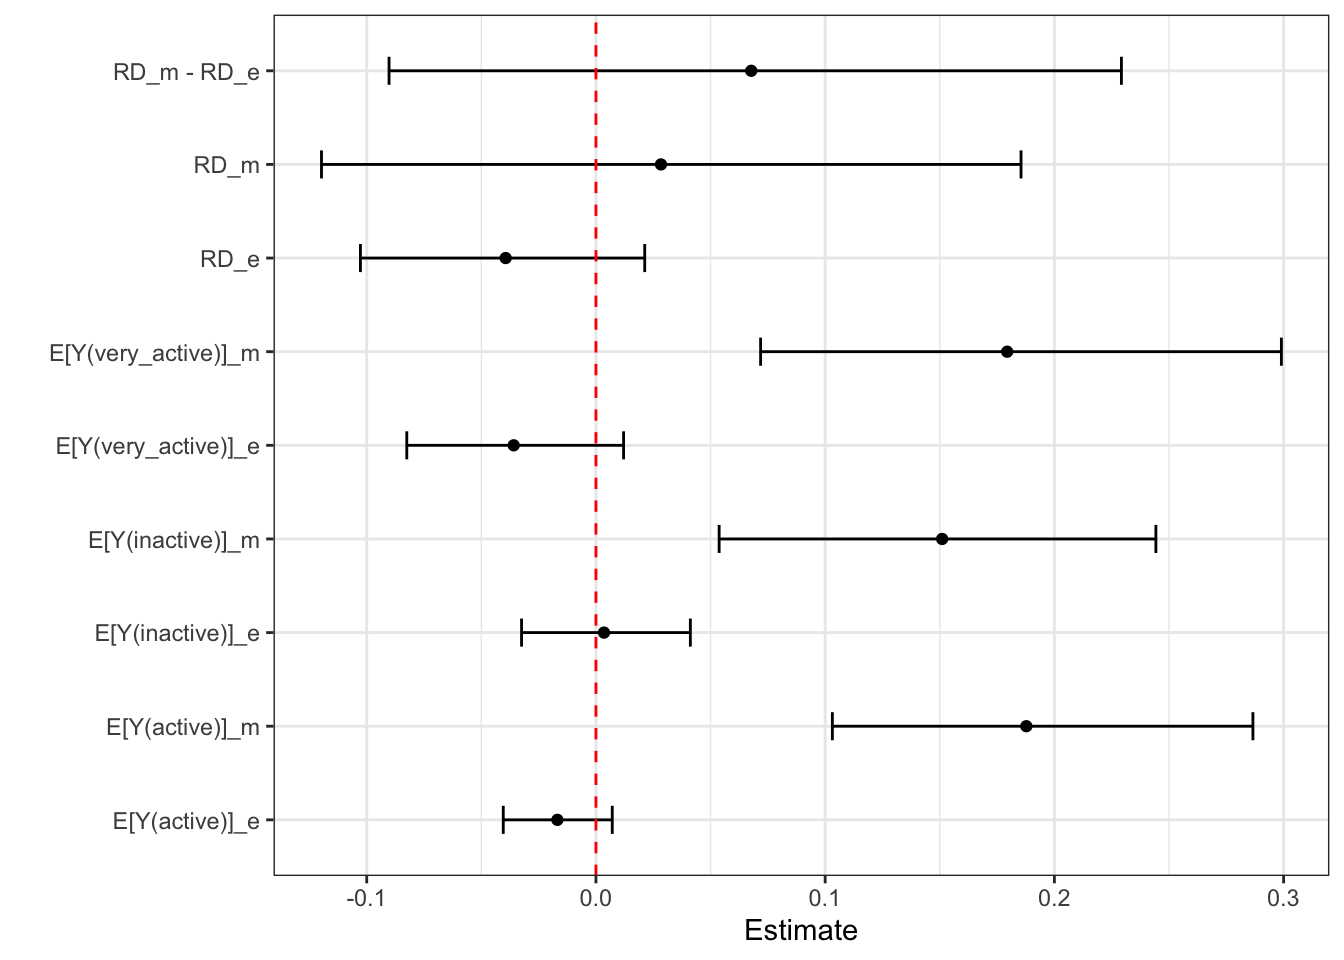 RD_m - RD_e
RD_m
RD_e
E[Y(very_active)]_m
E[Y(very_active)]_e
E[Y(inactive)]_m
E[Y(inactive)]_e
E[Y(active)]_m
E[Y(active)]_e
-0.1 0.0 0.1 0.2 0.3
Estimate